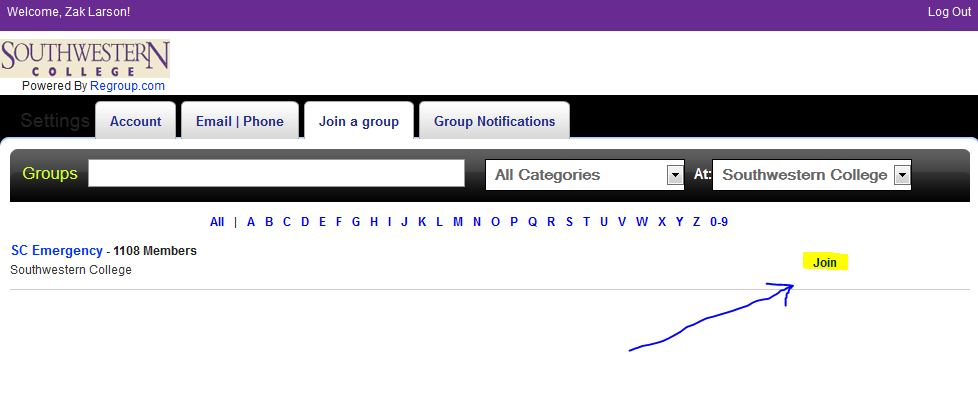 Welcome, Zak Larson! Log Out
SOUTHWESTERN
COLLEGE
Powered By Regroup.com
Settings Account Email | Phone Join a group Group Notifications
Groups All Categories At: Southwestern College
All | A B C D E F G H I J K L M N O P Q R S T U V W X Y Z 0-9
SC Emergency - 1108 Members
Join
Southwestern College